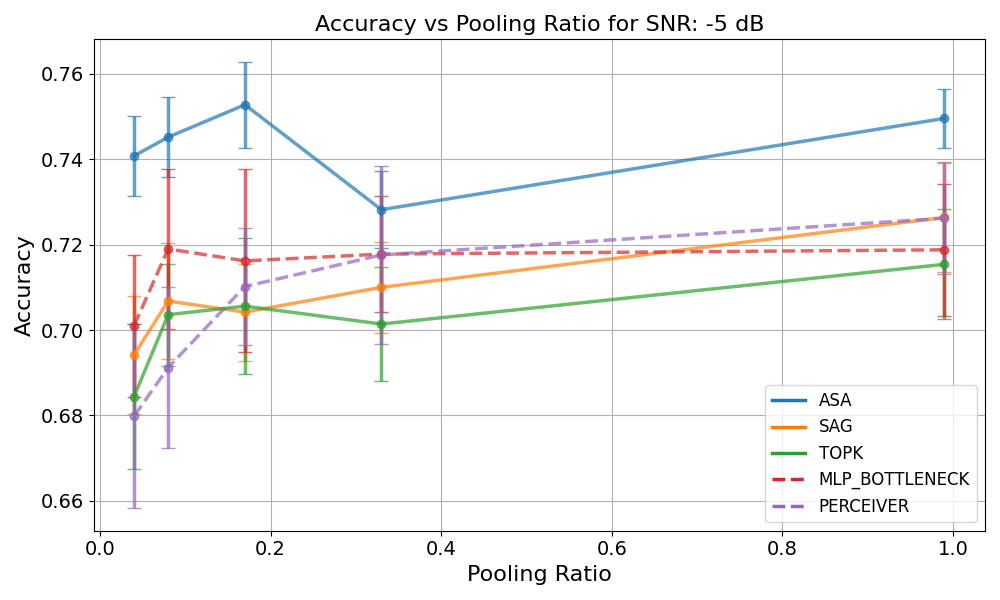 Accuracy vs Pooling Ratio for SNR: -5 dB
Accuracy
0.76
0.74
0.72
0.70
0.68
0.66
0.0 0.2 0.4 0.6 0.8 1.0
Pooling Ratio
ASA
SAG
TOPK
MLP_BOTTLENECK
PERCEIVER